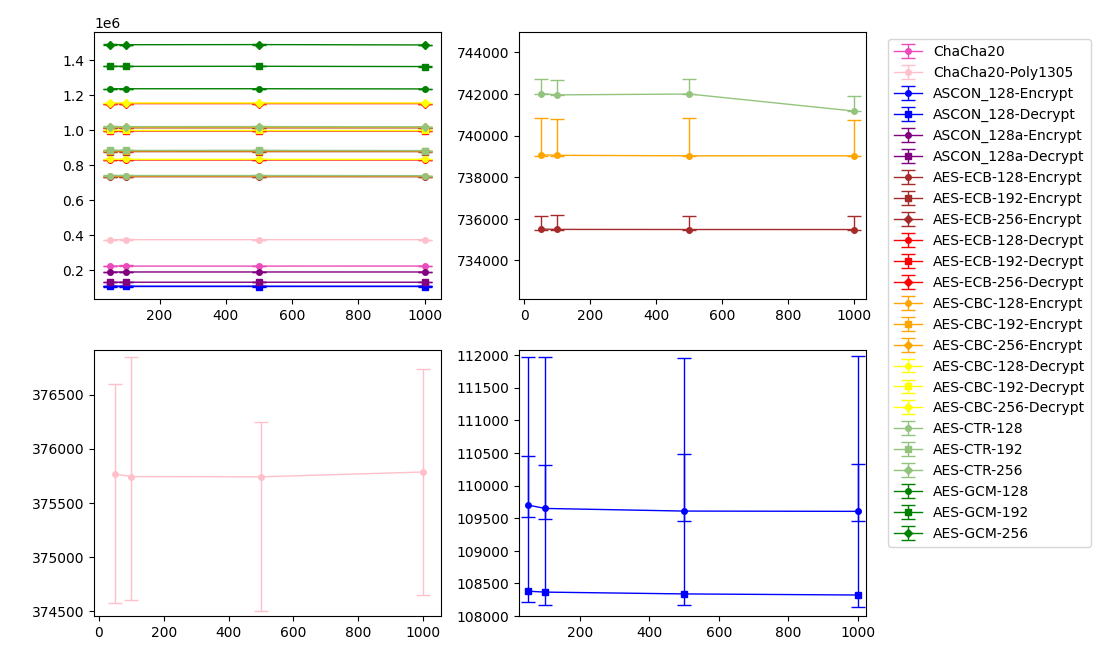 1e6
1.4
1.2
1.0
0.8
0.6
0.4
0.2
200 400 600 800 1000
744000
742000
740000
738000
736000
734000
0 200 400 600 800 1000
376500
376000
375500
375000
374500
0 200 400 600 800 1000
112000
111500
111000
110500
110000
109500
109000
108500
108000
200 400 600 800 1000
ChaCha20
ChaCha20-Poly1305
ASCON_128-Encrypt
ASCON_128-Decrypt
ASCON_128a-Encrypt
ASCON_128a-Decrypt
AES-ECB-128-Encrypt
AES-ECB-192-Encrypt
AES-ECB-256-Encrypt
AES-ECB-128-Decrypt
AES-ECB-192-Decrypt
AES-ECB-256-Decrypt
AES-CBC-128-Encrypt
AES-CBC-192-Encrypt
AES-CBC-256-Encrypt
AES-CBC-128-Decrypt
AES-CBC-192-Decrypt
AES-CBC-256-Decrypt
AES-CTR-128
AES-CTR-192
AES-CTR-256
AES-GCM-128
AES-GCM-192
AES-GCM-256